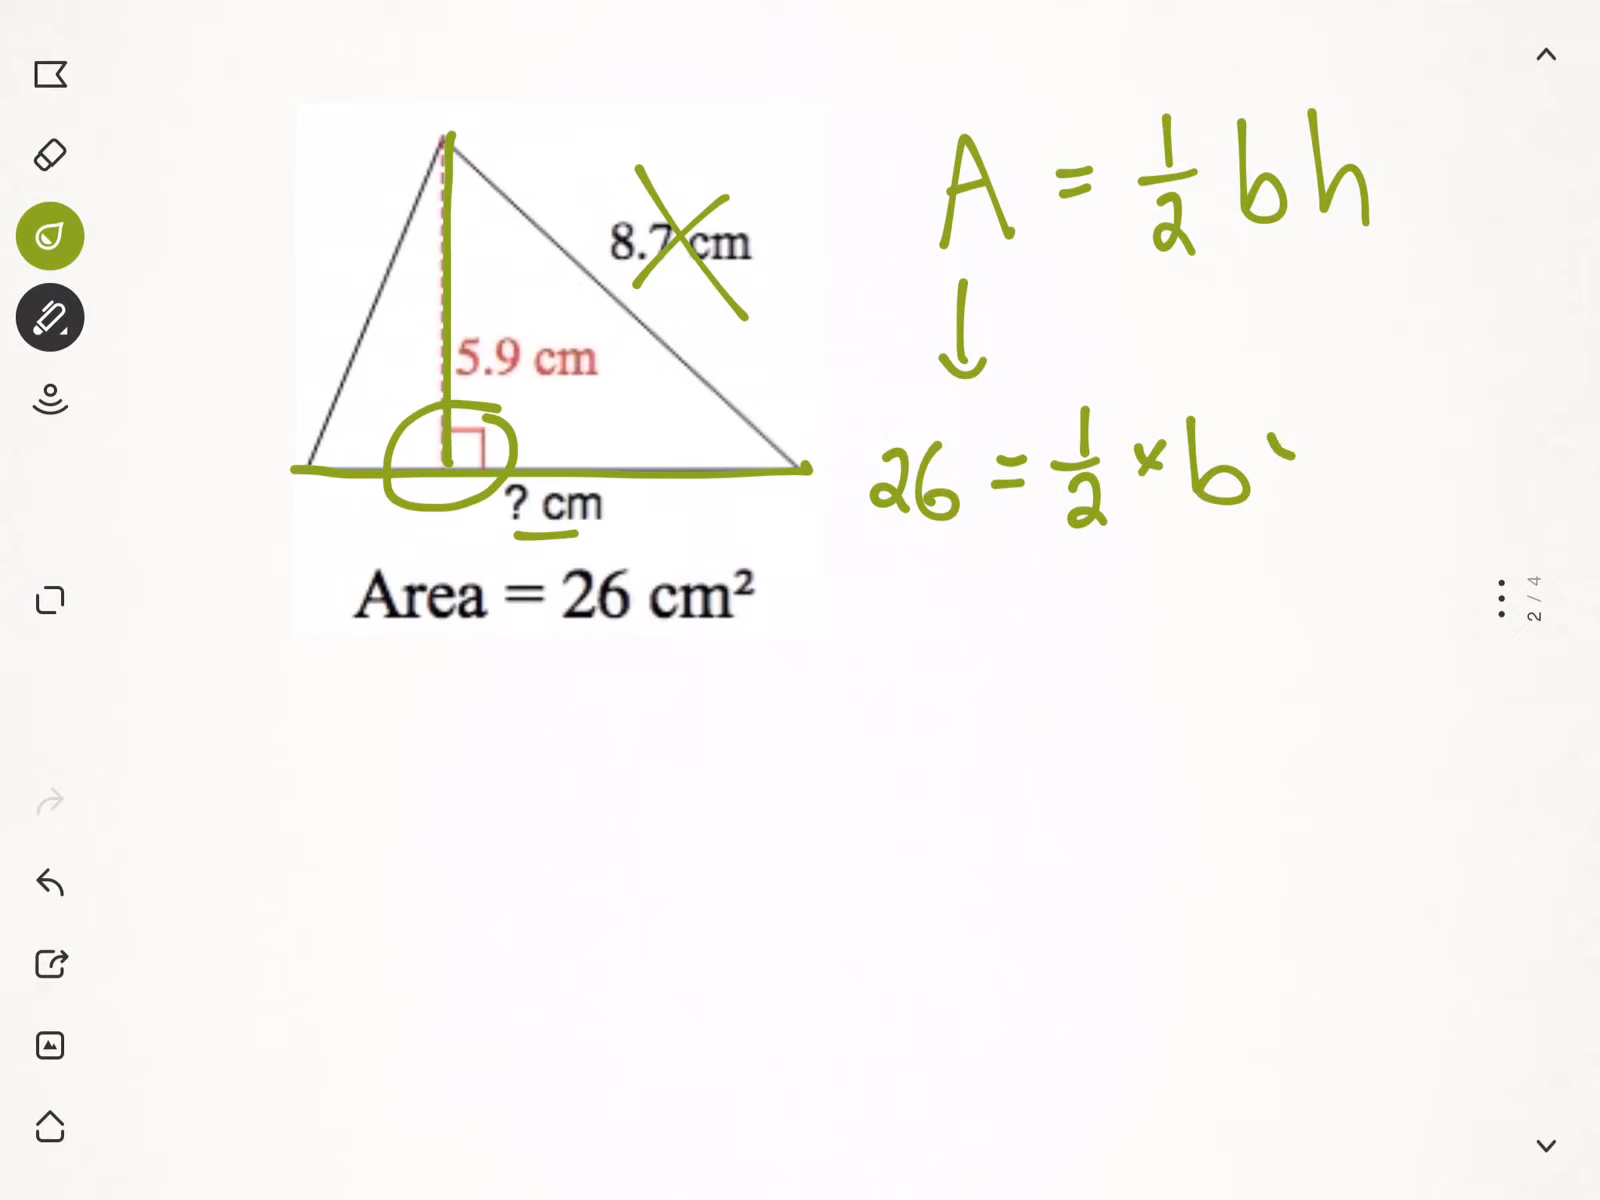 8.7 cm
5.9 cm
? cm
Area = 26 cm²
A = 1/2 bh
26 = 1/2 × b
2 / 4